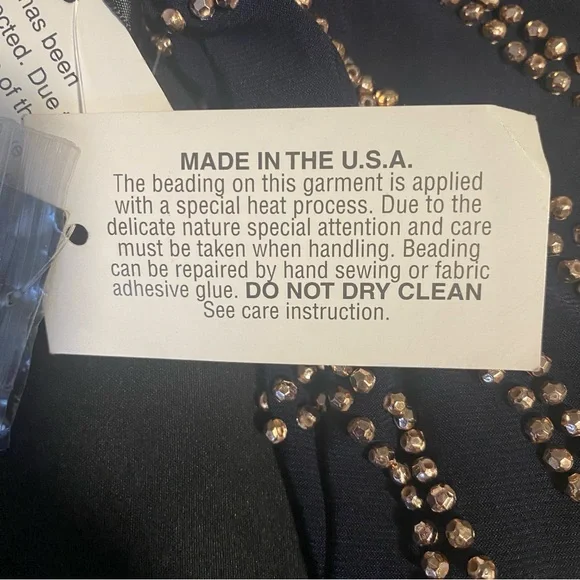 has been
cted. Due
of th
MADE IN THE U.S.A.
The beading on this garment is applied
with a special heat process. Due to the
delicate nature special attention and care
must be taken when handling. Beading
can be repaired by hand sewing or fabric
adhesive glue. DO NOT DRY CLEAN
See care instruction.